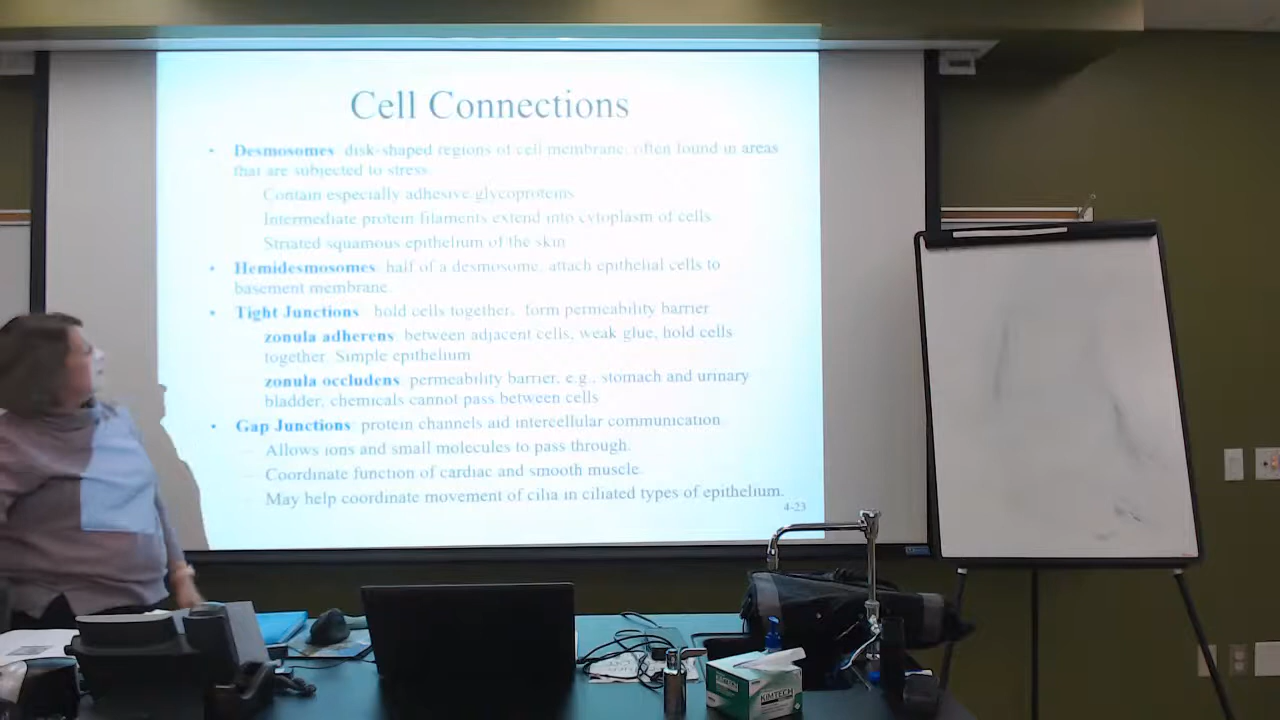 Cell Connections
• Desmosomes: disk-shaped regions of cell membrane, often found in areas
that are subjected to stress.
Contain especially adhesive glycoproteins
Intermediate protein filaments extend into cytoplasm of cells
Striated squamous epithelium of the skin
• Hemidesmosomes: half of a desmosome, attach epithelial cells to
basement membrane.
• Tight Junctions: hold cells together, form permeability barrier
zonula adherens: between adjacent cells, weak glue, hold cells
together. Simple epithelium
zonula occludens: permeability barrier, e.g., stomach and urinary
bladder, chemicals cannot pass between cells
• Gap Junctions: protein channels aid intercellular communication
– Allows ions and small molecules to pass through.
– Coordinate function of cardiac and smooth muscle.
– May help coordinate movement of cilia in ciliated types of epithelium.
4-23
KIMTECH